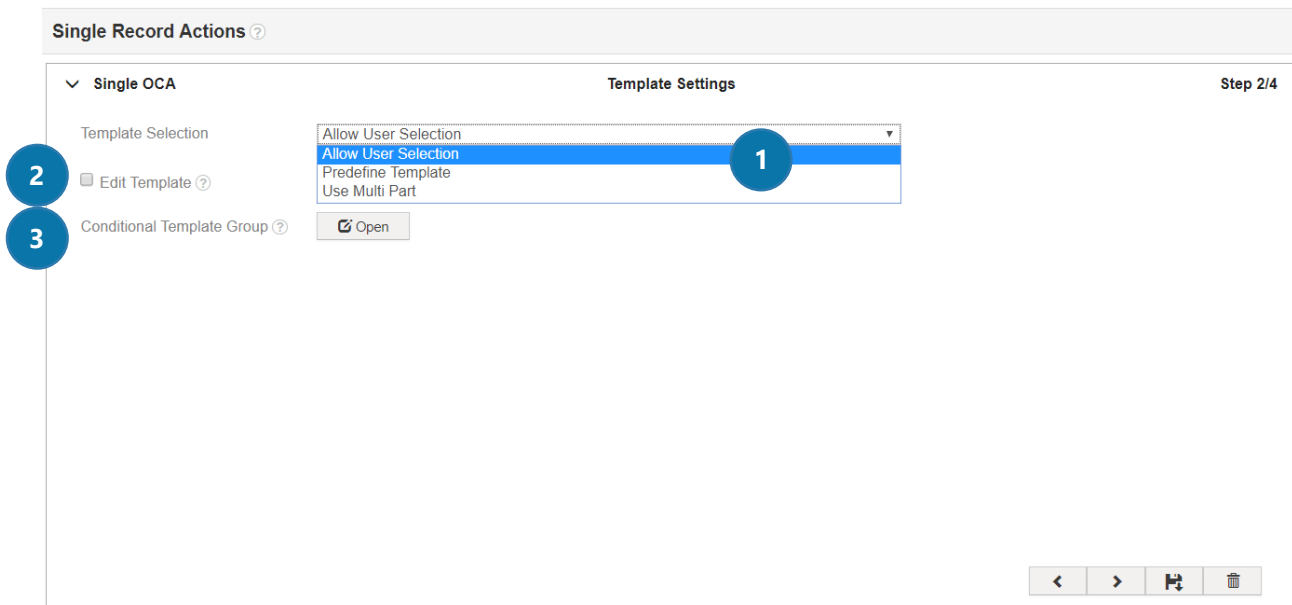 Single Record Actions ?
Single OCA Template Settings Step 2/4
Template Selection Allow User Selection
Allow User Selection
1
Predefine Template
Use Multi Part
2 Edit Template ?
3 Conditional Template Group ? Open